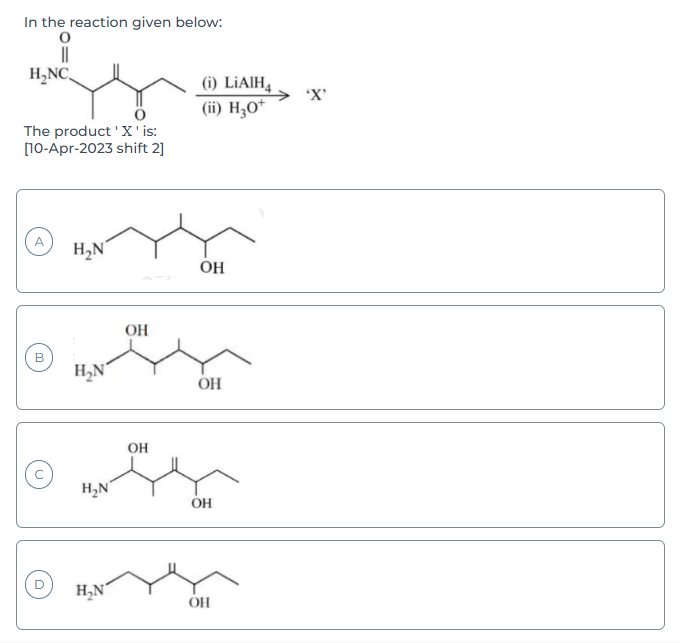 In the reaction given below:
O
H₂NC
O
(i) LiAlH₄
(ii) H₃O⁺
'X'
The product 'X' is:
[10-Apr-2023 shift 2]
A
H₂N
OH
B
OH
H₂N
OH
C
OH
H₂N
OH
D
H₂N
OH